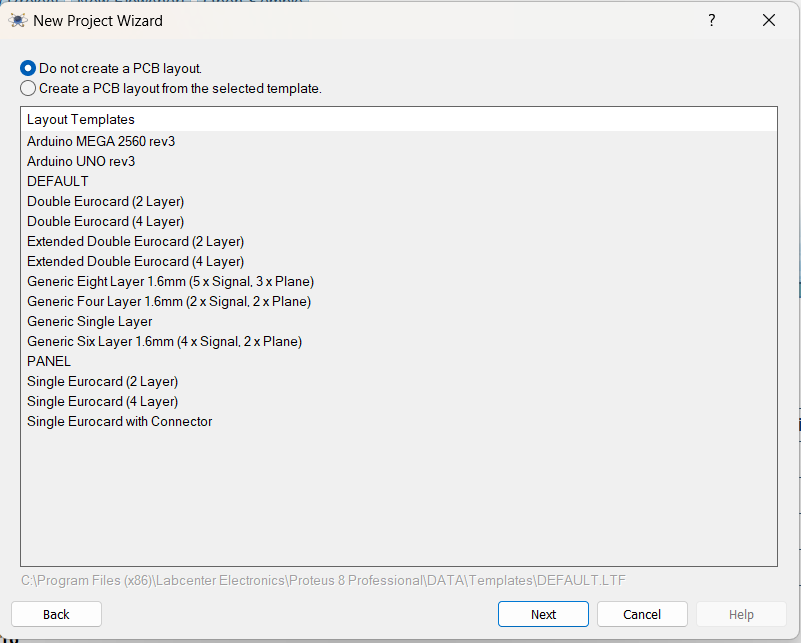 New Project Wizard
?
Do not create a PCB layout.
Create a PCB layout from the selected template.
Layout Templates
Arduino MEGA 2560 rev3
Arduino UNO rev3
DEFAULT
Double Eurocard (2 Layer)
Double Eurocard (4 Layer)
Extended Double Eurocard (2 Layer)
Extended Double Eurocard (4 Layer)
Generic Eight Layer 1.6mm (5 x Signal, 3 x Plane)
Generic Four Layer 1.6mm (2 x Signal, 2 x Plane)
Generic Single Layer
Generic Six Layer 1.6mm (4 x Signal, 2 x Plane)
PANEL
Single Eurocard (2 Layer)
Single Eurocard (4 Layer)
Single Eurocard with Connector
C:\Program Files (x86)\Labcenter Electronics\Proteus 8 Professional\DATA\Templates\DEFAULT.LTF
Back
Next
Cancel
Help